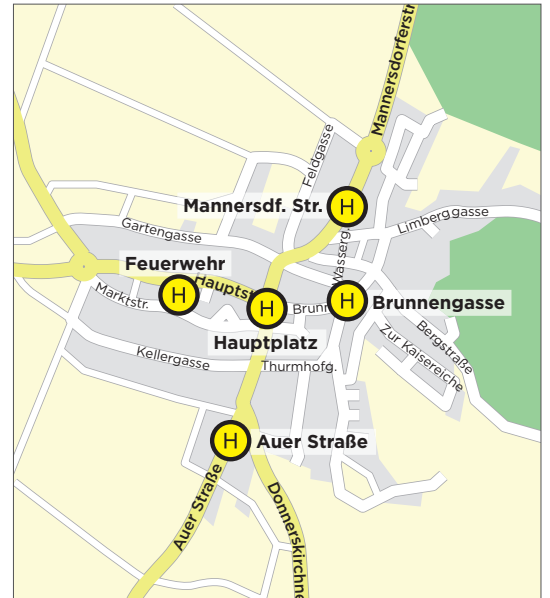 Mannersdorferstr
Feldgasse
Mannersdf. Str.
H
Limberggasse
Gartengasse
Wasserg.
Feuerwehr
H
Hauptst
H
Brunn
H
Brunnengasse
Marktstr.
Hauptplatz
Bergstraße
Zur Kaisereiche
Kellergasse
Thurmhofg.
H
Auer Straße
Auer Straße
Donnerskirchne